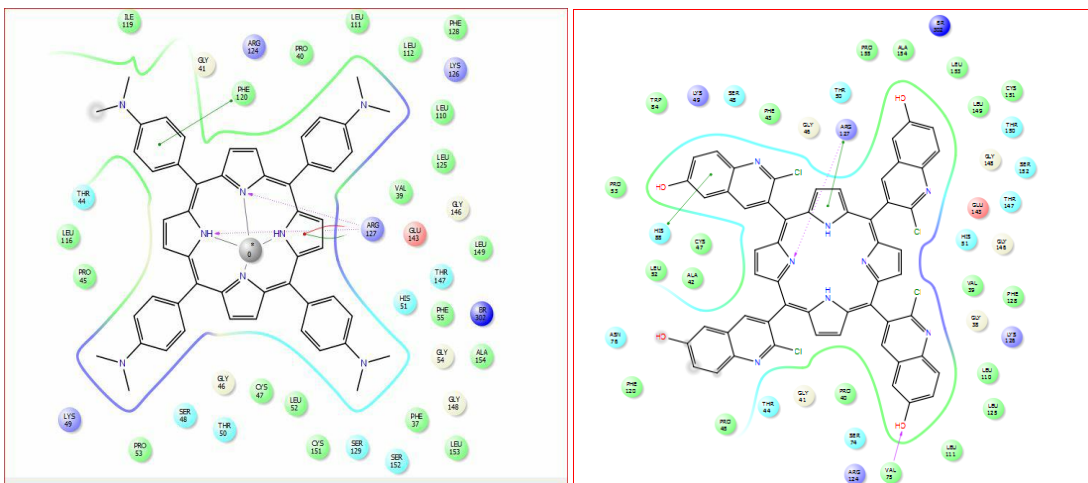 ILE
119
ARG
124
PRO
40
LEU
111
LEU
112
PHE
128
GLY
41
LYS
126
PHE
120
N
N
LEU
110
LEU
125
THR
44
VAL
39
N
GLY
146
ARG
127
GLU
143
LEU
116
NH
HN
*
0
LEU
149
PRO
45
N
THR
147
HIS
51
PHE
55
BR
302
GLY
54
ALA
154
N
N
GLY
46
CYS
47
LEU
52
GLY
148
LYS
49
SER
48
THR
50
PHE
37
PRO
53
CYS
151
SER
129
SER
152
LEU
153
BR
PRO
ALA
154
LEU
153
CYS
151
LYS
49
SER
48
THR
50
TRP
84
HO
LEU
149
PHE
GLY
46
ARG
127
THR
150
GLY
148
SER
152
N
Cl
HO
N
GLU
143
THR
147
PRO
53
NH
Cl
HIS
51
GLY
146
HIS
CYS
47
LEU
52
ALA
42
N
N
VAL
39
PHE
128
HN
Cl
GLY
38
ASN
76
HO
N
LYS
126
N
Cl
LEU
110
PHE
120
THR
44
GLY
41
PRO
40
LEU
125
PRO
45
HO
SER
74
LEU
111
ARG
124
VAL
75